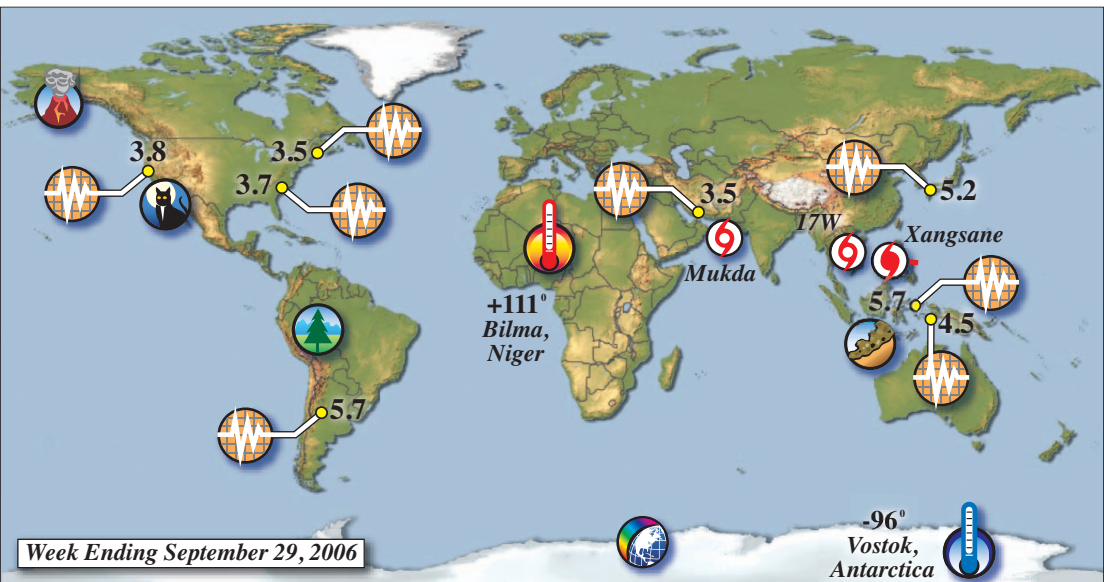 3.8
3.5
3.7
3.5
5.2
17W
Xangsane
Mukda
+111°
Bilma,
Niger
5.7
4.5
5.7
-96°
Vostok,
Antarctica
Week Ending September 29, 2006